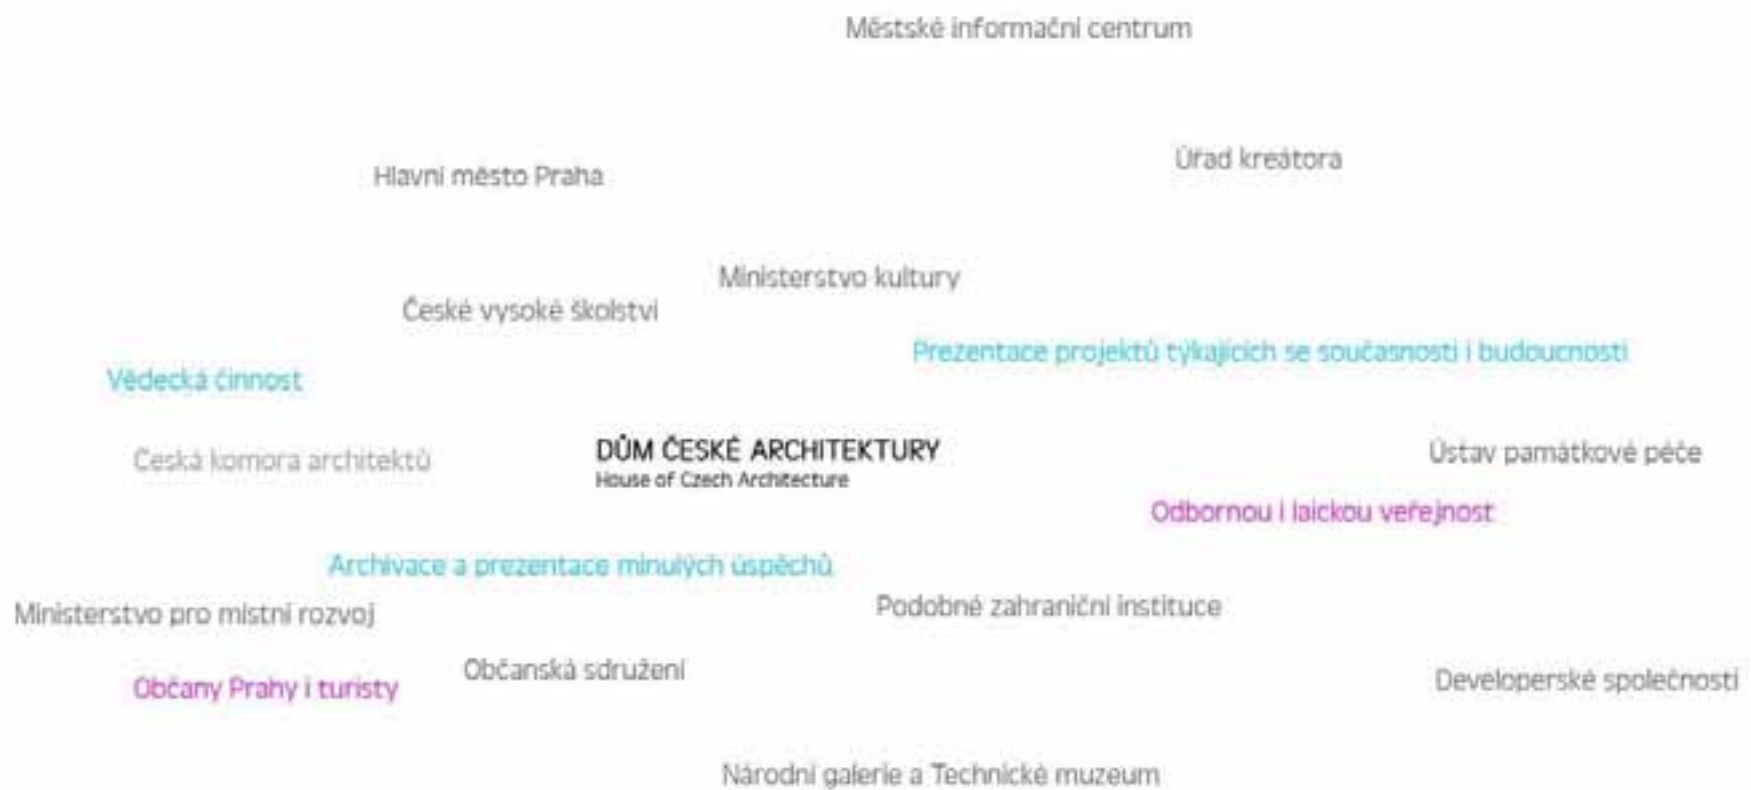 Městské informační centrum
Úřad kreátora
Hlavní město Praha
Ministerstvo kultury
České vysoké školství
Prezentace projektů týkajících se současnosti i budoucnosti
Vědecká činnost
DŮM ČESKÉ ARCHITEKTURY
House of Czech Architecture
Česká komora architektů
Ústav památkové péče
Odbornou i laickou veřejnost
Archivace a prezentace minulých úspěchů
Podobné zahraniční instituce
Ministerstvo pro místní rozvoj
Občanská sdružení
Občany Prahy i turisty
Developerské společnosti
Národní galerie a Technické muzeum